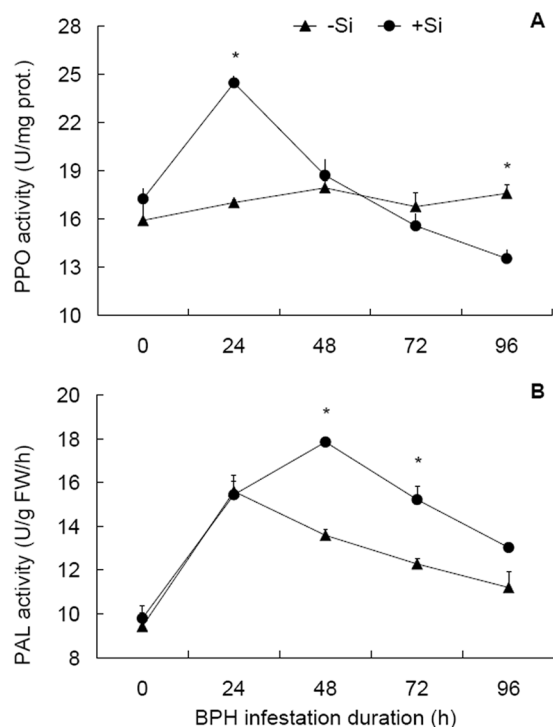 -Si +Si A
PPO activity (U/mg prot.)
28
25
22
19
16
13
10
* *
0 24 48 72 96
B
PAL activity (U/g FW/h)
20
18
16
14
12
10
8
* *
0 24 48 72 96
BPH infestation duration (h)